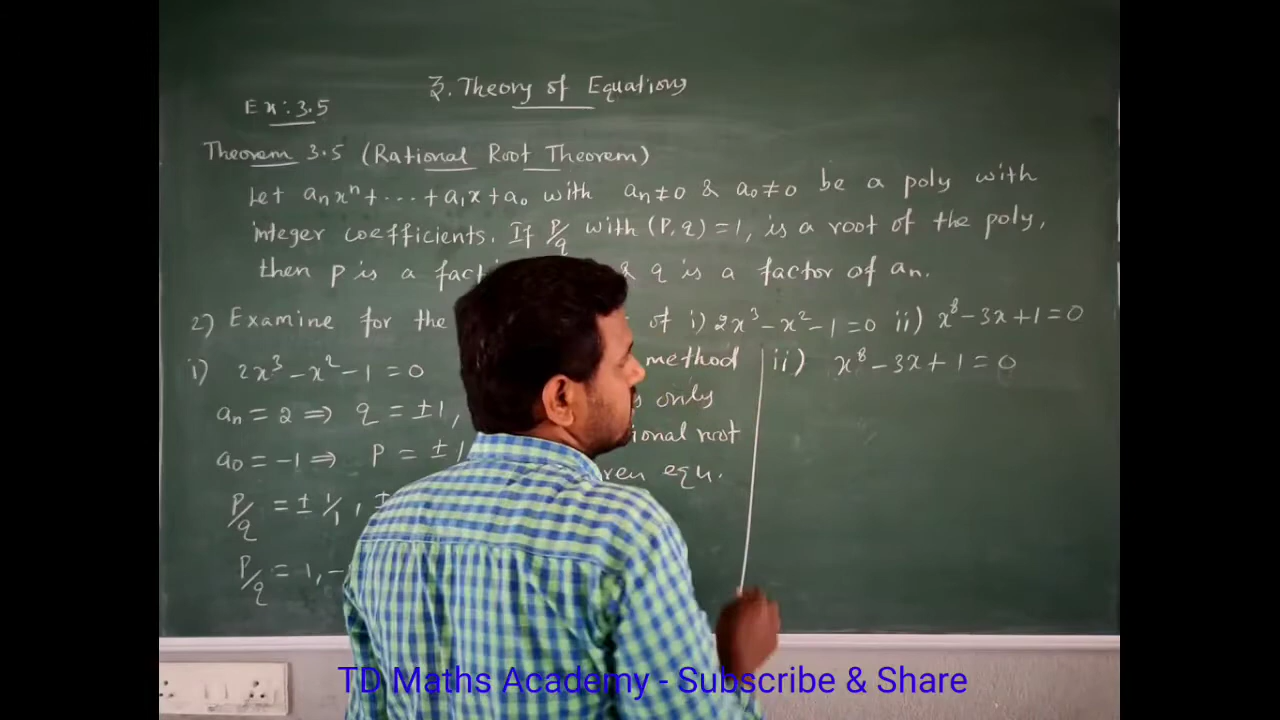 3. Theory of Equations
Ex: 3.5
Theorem 3.5 (Rational Root Theorem)
Let aₙxⁿ + ... + a₁x + a₀ with aₙ ≠ 0 & a₀ ≠ 0 be a poly with
integer coefficients. If P/q with (P, q) = 1, is a root of the poly,
then p is a & q is a factor of aₙ.
2) Examine for the of i) 2x³ - x² - 1 = 0 ii) x⁸ - 3x + 1 = 0
i) 2x³ - x² - 1 = 0
aₙ = 2 ⇒ q = ±1,
a₀ = -1 ⇒ P = ±1
P/q = ± 1/1, ±
P/q = 1, -
method
only
root
equ.
ii) x⁸ - 3x + 1 = 0
TD Maths Academy - Subscribe & Share